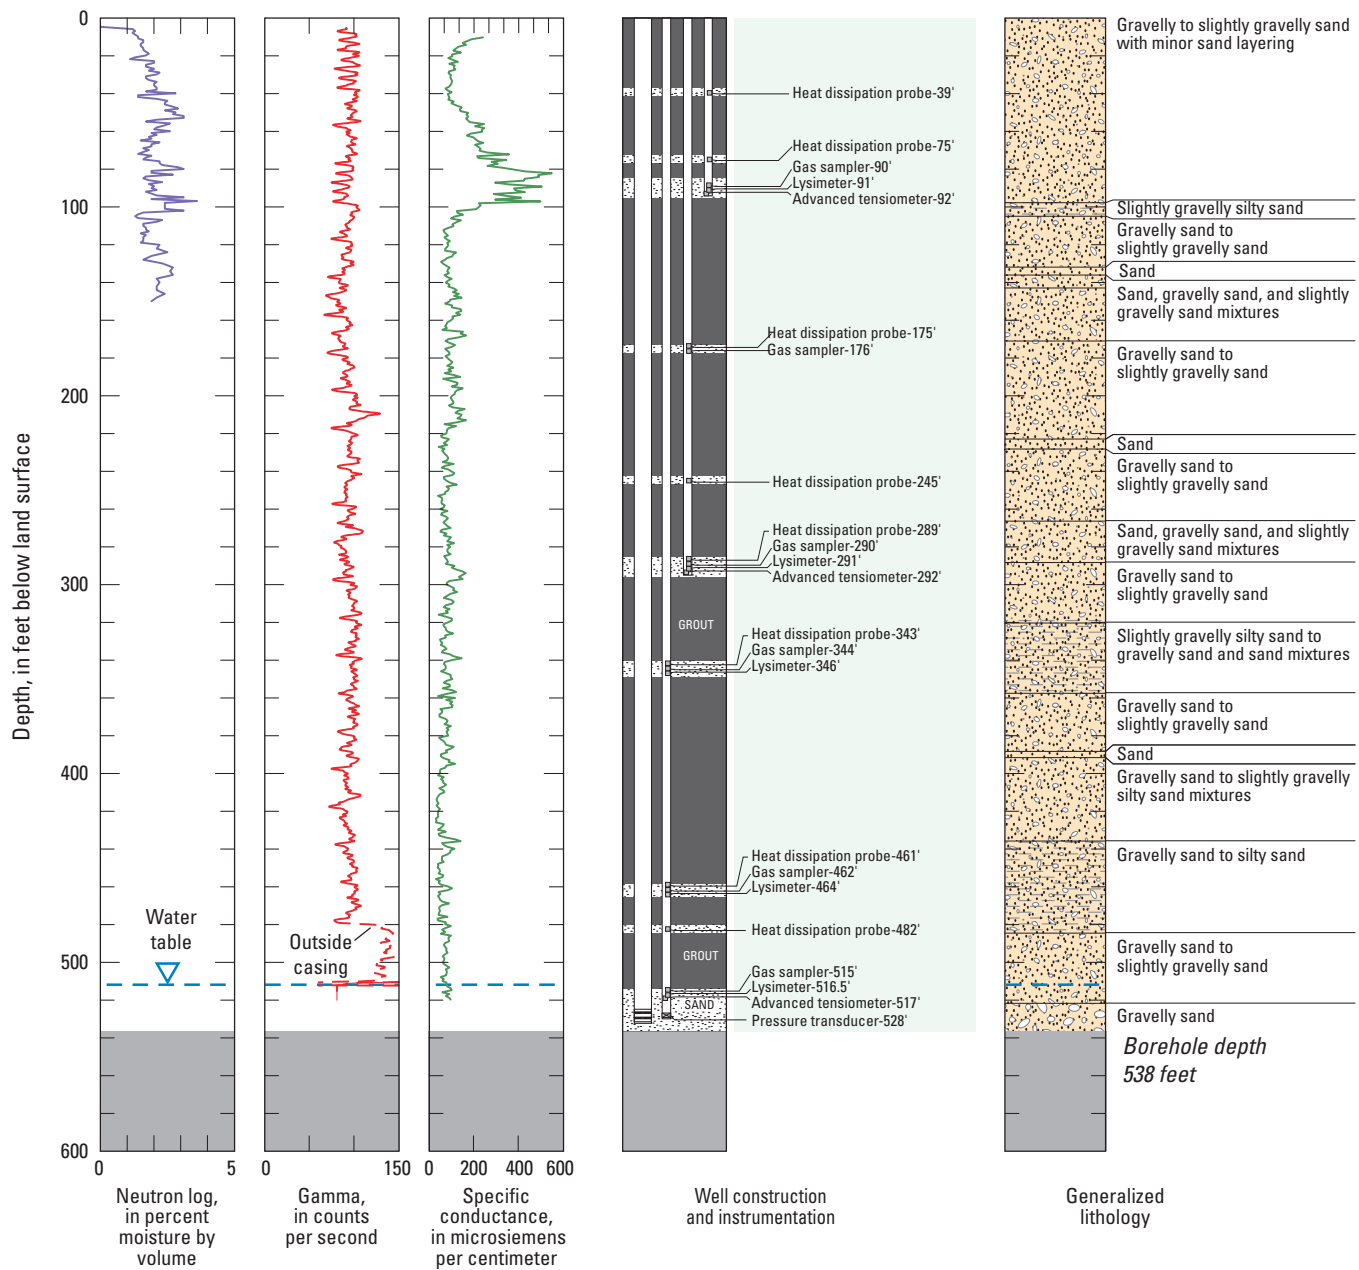 Depth, in feet below land surface
0
100
200
300
400
500
600
Water
table
0
5
Neutron log,
in percent
moisture by
volume
Outside
casing
0
150
Gamma,
in counts
per second
0
200
400
600
Specific
conductance,
in microsiemens
per centimeter
Heat dissipation probe-39'
Heat dissipation probe-75'
Gas sampler-90'
Lysimeter-91'
Advanced tensiometer-92'
Heat dissipation probe-175'
Gas sampler-176'
Heat dissipation probe-245'
Heat dissipation probe-289'
Gas sampler-290'
Lysimeter-291'
Advanced tensiometer-292'
GROUT
Heat dissipation probe-343'
Gas sampler-344'
Lysimeter-346'
Heat dissipation probe-461'
Gas sampler-462'
Lysimeter-464'
Heat dissipation probe-482'
GROUT
Gas sampler-515'
Lysimeter-516.5'
Advanced tensiometer-517'
SAND
Pressure transducer-528'
Well construction
and instrumentation
Gravelly to slightly gravelly sand
with minor sand layering
Slightly gravelly silty sand
Gravelly sand to
slightly gravelly sand
Sand
Sand, gravelly sand, and slightly
gravelly sand mixtures
Gravelly sand to
slightly gravelly sand
Sand
Gravelly sand to
slightly gravelly sand
Sand, gravelly sand, and slightly
gravelly sand mixtures
Gravelly sand to
slightly gravelly sand
Slightly gravelly silty sand to
gravelly sand and sand mixtures
Gravelly sand to
slightly gravelly sand
Sand
Gravelly sand to slightly gravelly
silty sand mixtures
Gravelly sand to silty sand
Gravelly sand to
slightly gravelly sand
Gravelly sand
Borehole depth
538 feet
Generalized
lithology